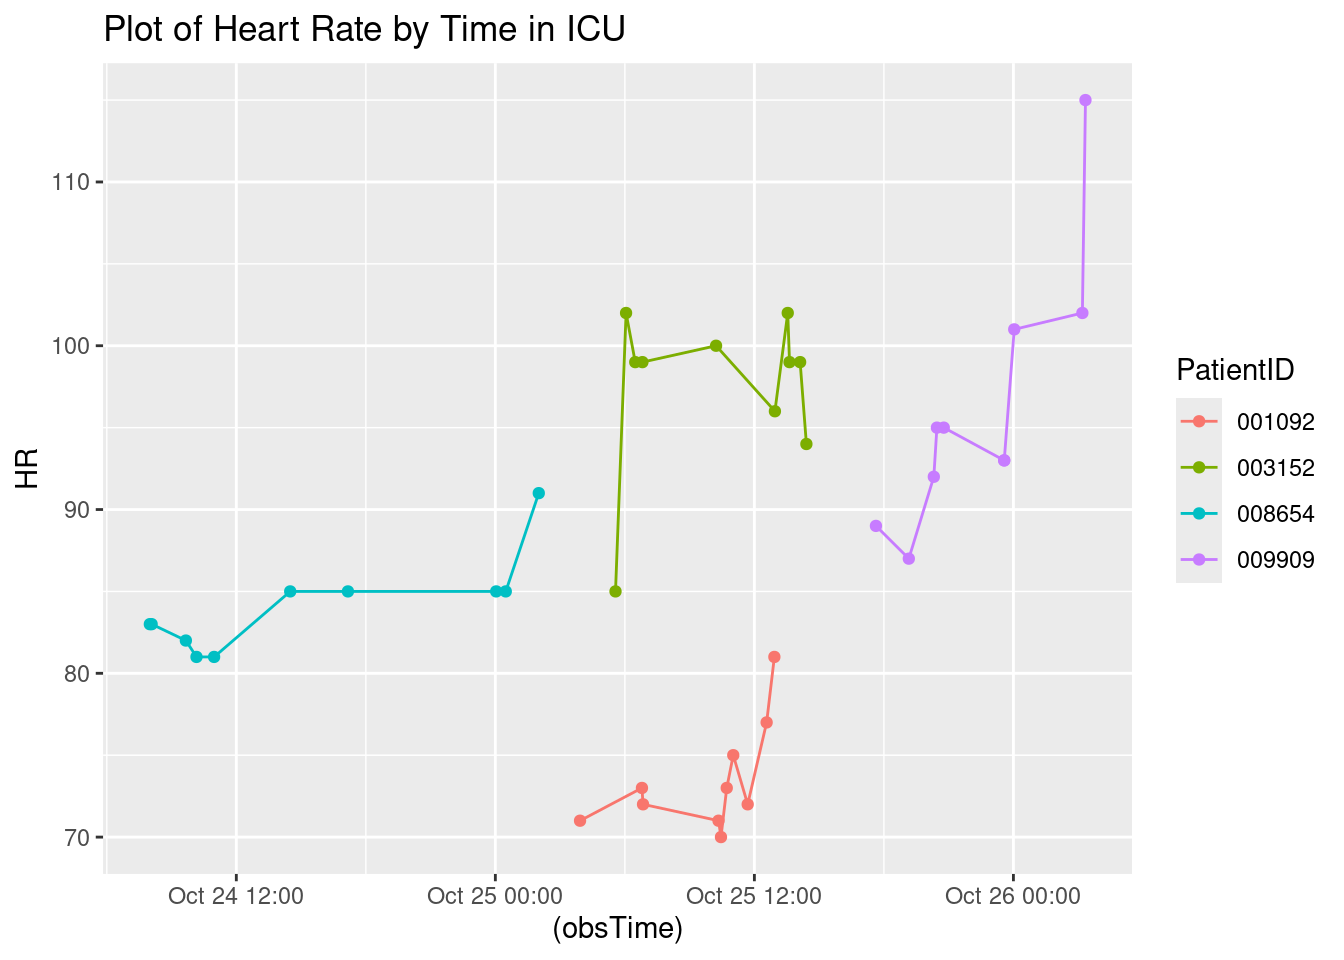 Plot of Heart Rate by Time in ICU
HR
110
100
90
80
70
Oct 24 12:00
Oct 25 00:00
Oct 25 12:00
Oct 26 00:00
(obsTime)
PatientID
001092
003152
008654
009909